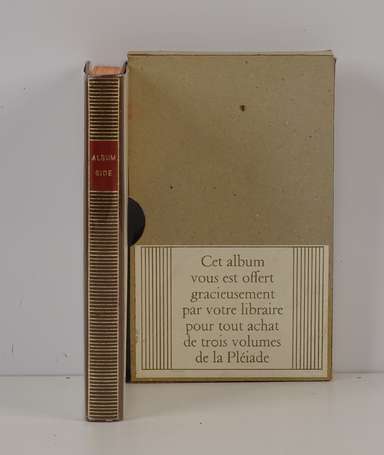 ALBUM
GIDE
Cet album
vous est offert
gracieusement
par votre libraire
pour tout achat
de trois volumes
de la Pléiade